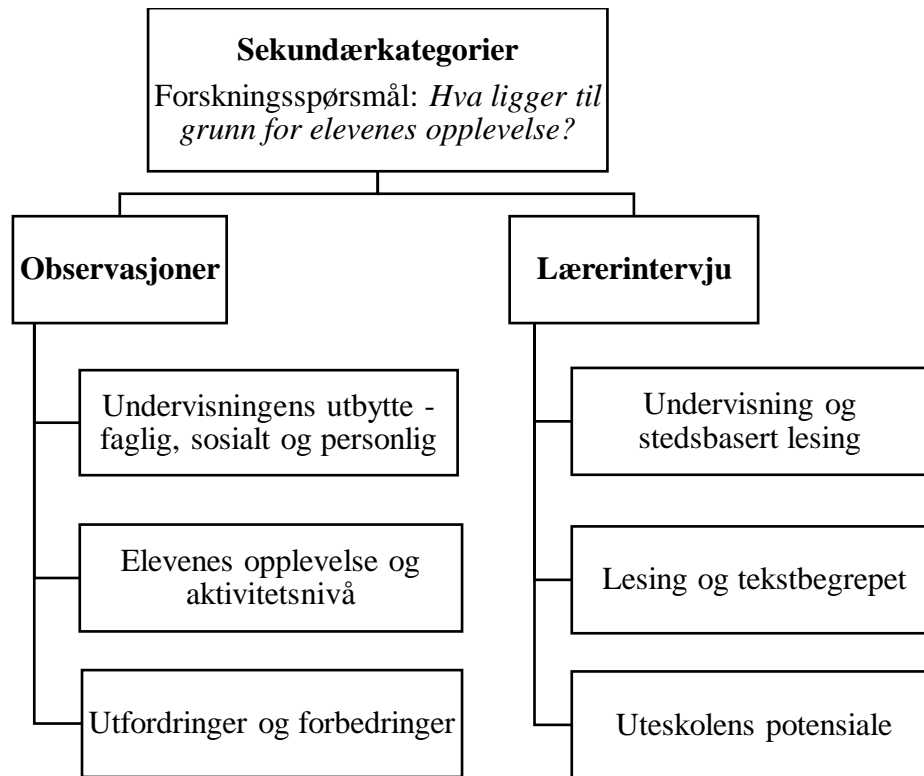 Sekundærkategorier
Forskningsspørsmål: Hva ligger til
grunn for elevenes opplevelse?
Observasjoner
Undervisningens utbytte -
faglig, sosialt og personlig
Elevenes opplevelse og
aktivitetsnivå
Utfordringer og forbedringer
Lærerintervju
Undervisning og
stedsbasert lesing
Lesing og tekstbegrepet
Uteskolens potensiale